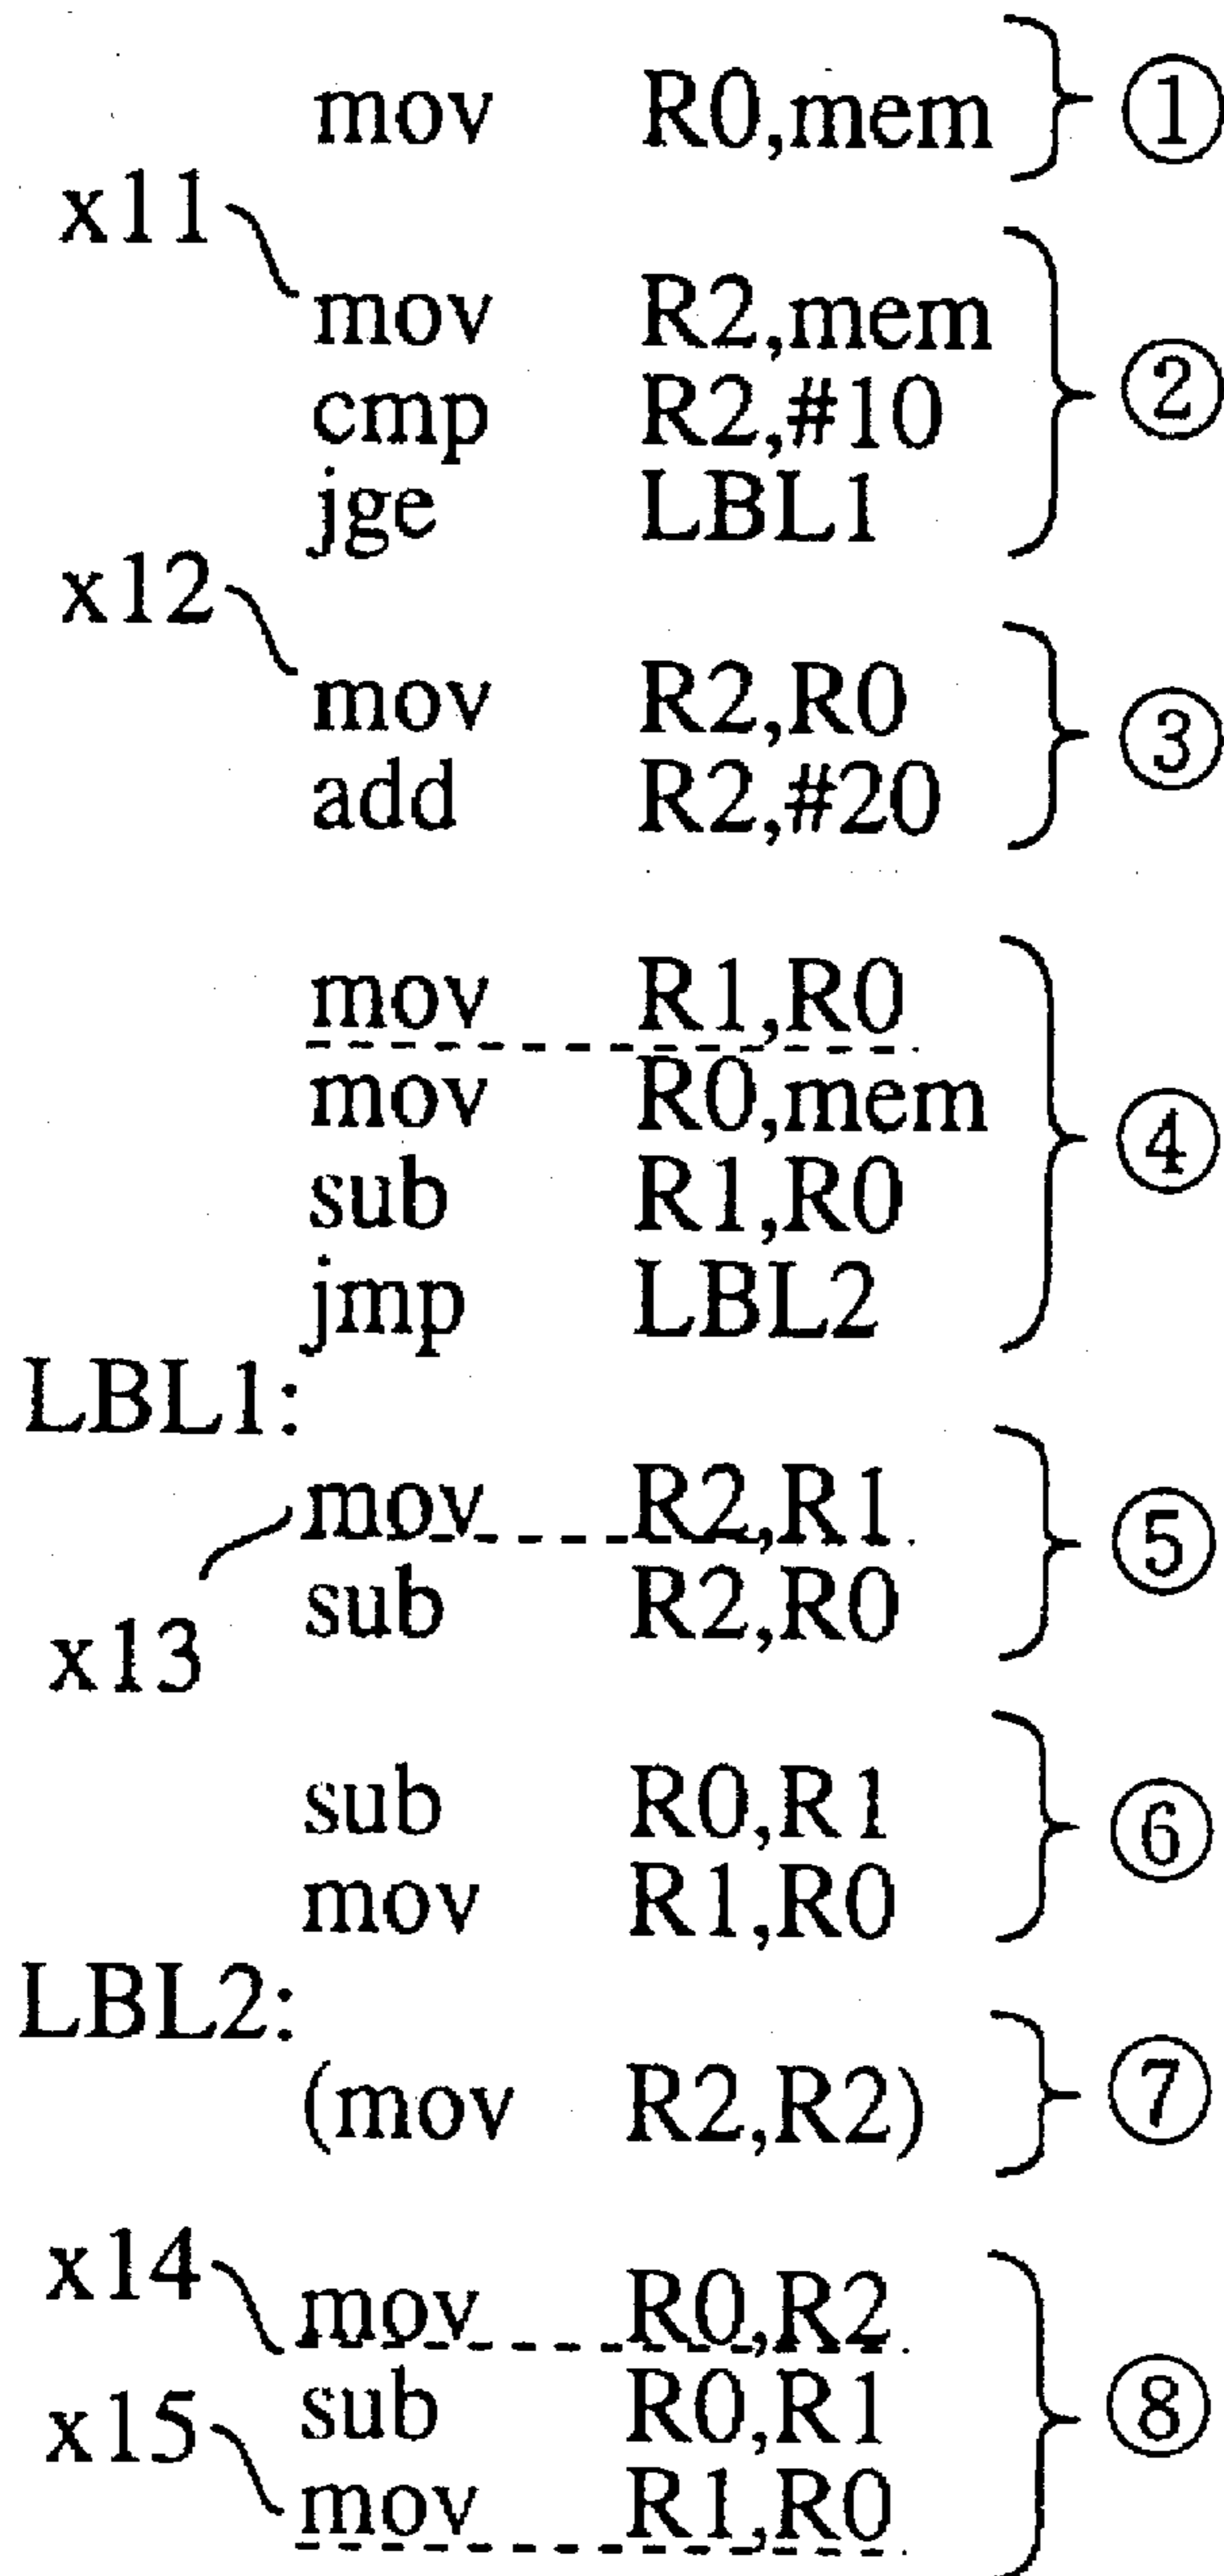 mov R0,mem ①
x11
mov R2,mem
cmp R2,#10 ②
jge LBL1
x12
mov R2,R0
add R2,#20 ③
mov R1,R0
mov R0,mem
sub R1,R0 ④
jmp LBL2
LBL1:
mov R2,R1 ⑤
sub R2,R0
x13
sub R0,R1 ⑥
mov R1,R0
LBL2:
(mov R2,R2) ⑦
x14
mov R0,R2
sub R0,R1 ⑧
x15
mov R1,R0